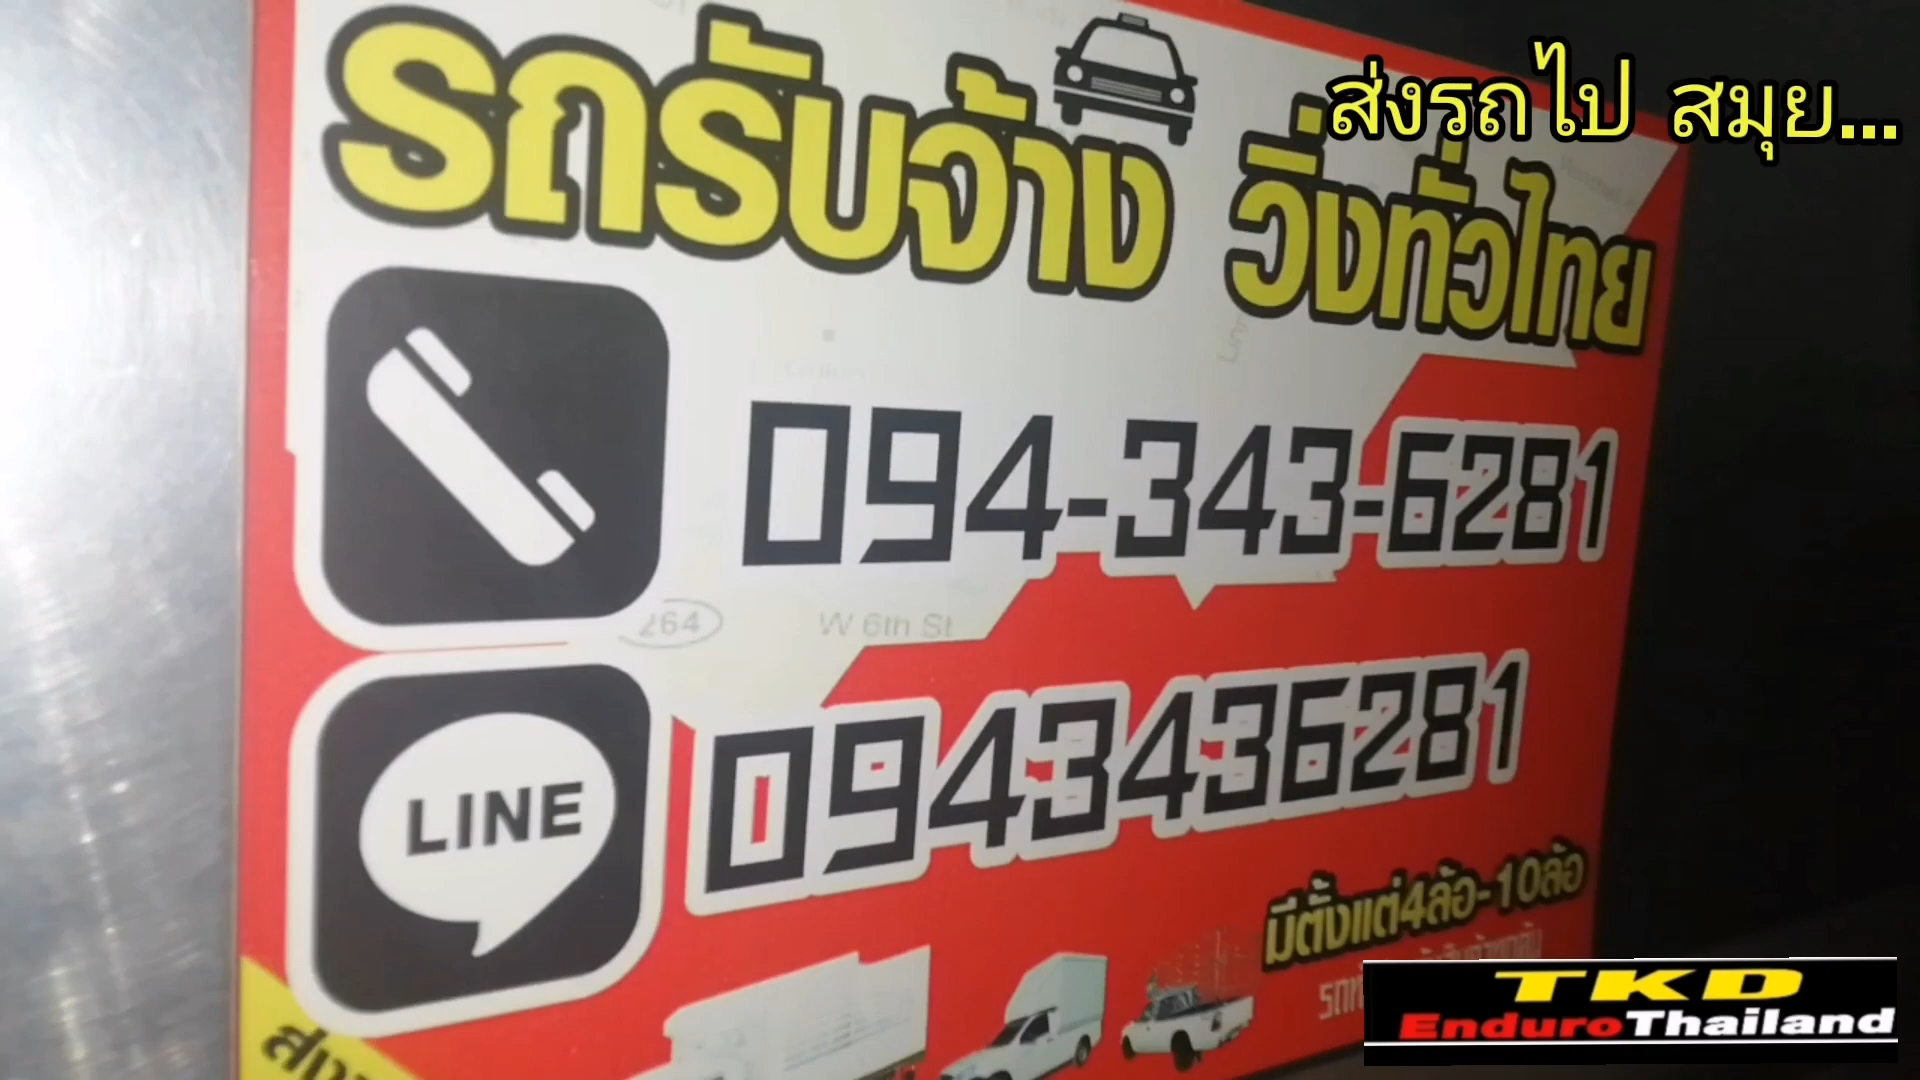 ส่งรถไป สมุย...
รถรับจ้าง วิ่งทั่วไทย
094-343-6281
264
W 6th St
LINE
0943436281
มีตั้งแต่4ล้อ-10ล้อ
TKD
EnduroThailand